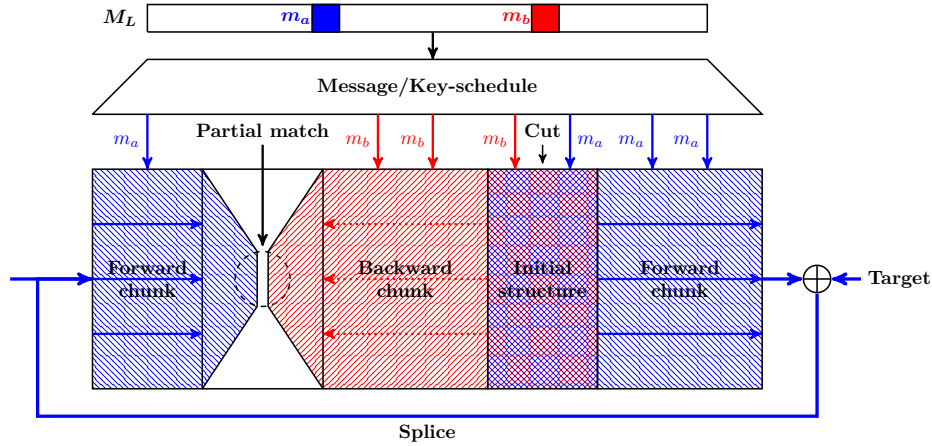 M_L m_a m_b
Message/Key-schedule
m_a Partial match m_b m_b m_b Cut m_a m_a m_a
Forward chunk
Backward chunk
Initial structure
Forward chunk
Target
Splice